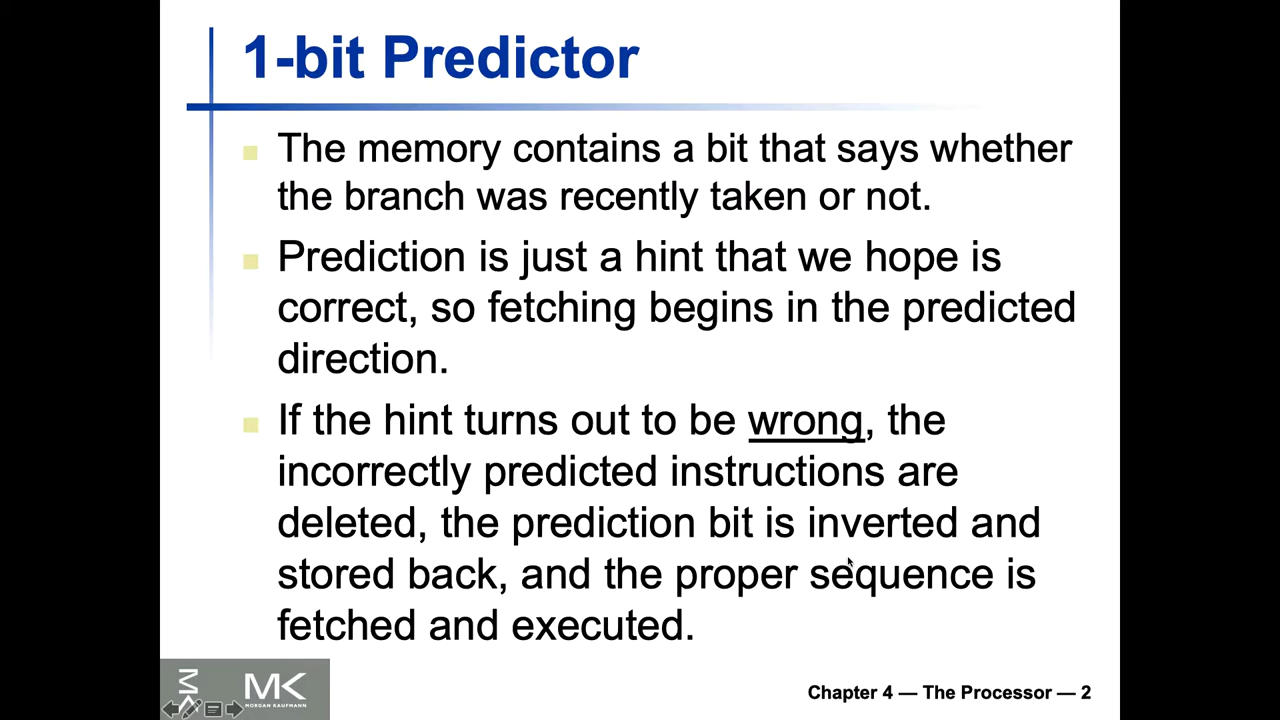 1-bit Predictor
The memory contains a bit that says whether
the branch was recently taken or not.
Prediction is just a hint that we hope is
correct, so fetching begins in the predicted
direction.
If the hint turns out to be wrong, the
incorrectly predicted instructions are
deleted, the prediction bit is inverted and
stored back, and the proper sequence is
fetched and executed.
MK
MK
MORGAN KAUFMANN
Chapter 4 — The Processor — 2